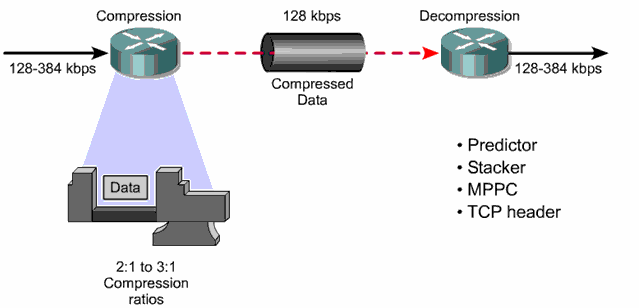 Compression
128 kbps
Decompression
128-384 kbps
Compressed
Data
128-384 kbps
Data
2:1 to 3:1
Compression
ratios
• Predictor
• Stacker
• MPPC
• TCP header